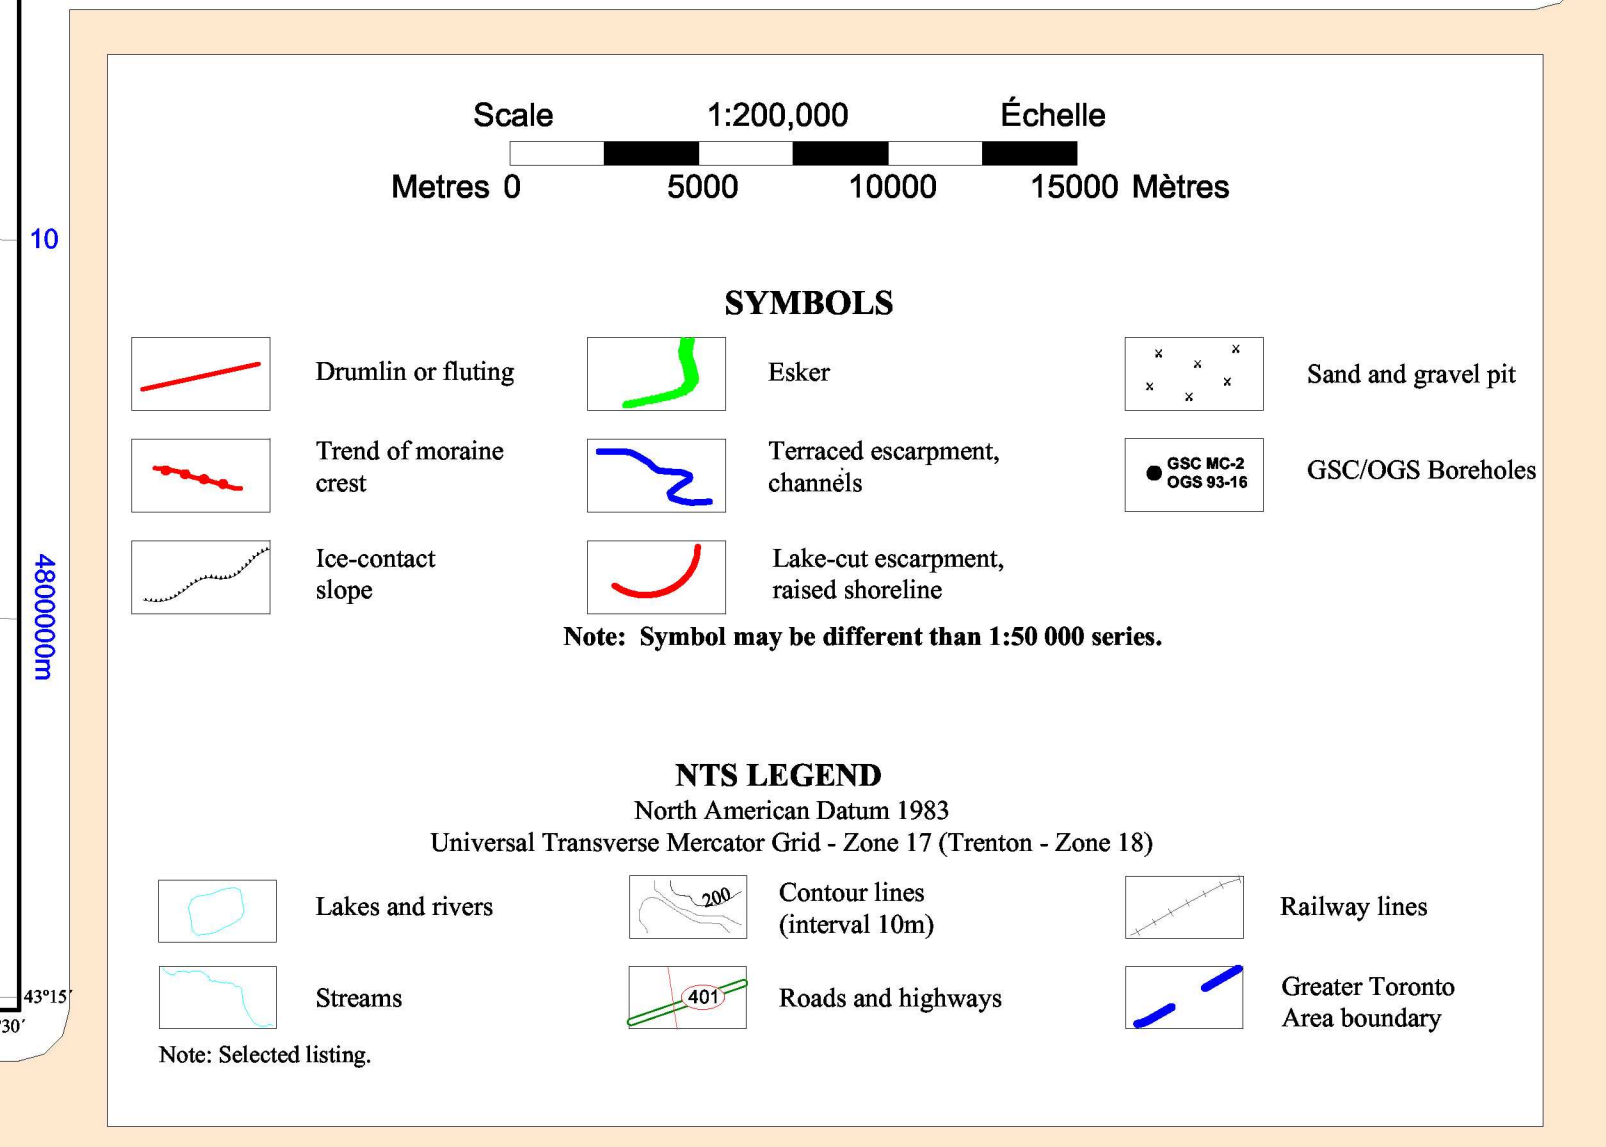 Scale 1:200,000 Échelle
Metres 0 5000 10000 15000 Mètres
10
SYMBOLS
Drumlin or fluting
Esker
Sand and gravel pit
Trend of moraine
crest
Terraced escarpment,
channels
GSC MC-2
OGS 93-16
GSC/OGS Boreholes
Ice-contact
slope
Lake-cut escarpment,
raised shoreline
4800000m
Note: Symbol may be different than 1:50 000 series.
NTS LEGEND
North American Datum 1983
Universal Transverse Mercator Grid - Zone 17 (Trenton - Zone 18)
Lakes and rivers
200
Contour lines
(interval 10m)
Railway lines
Streams
401
Roads and highways
Greater Toronto
Area boundary
43°15′
°30′
Note: Selected listing.